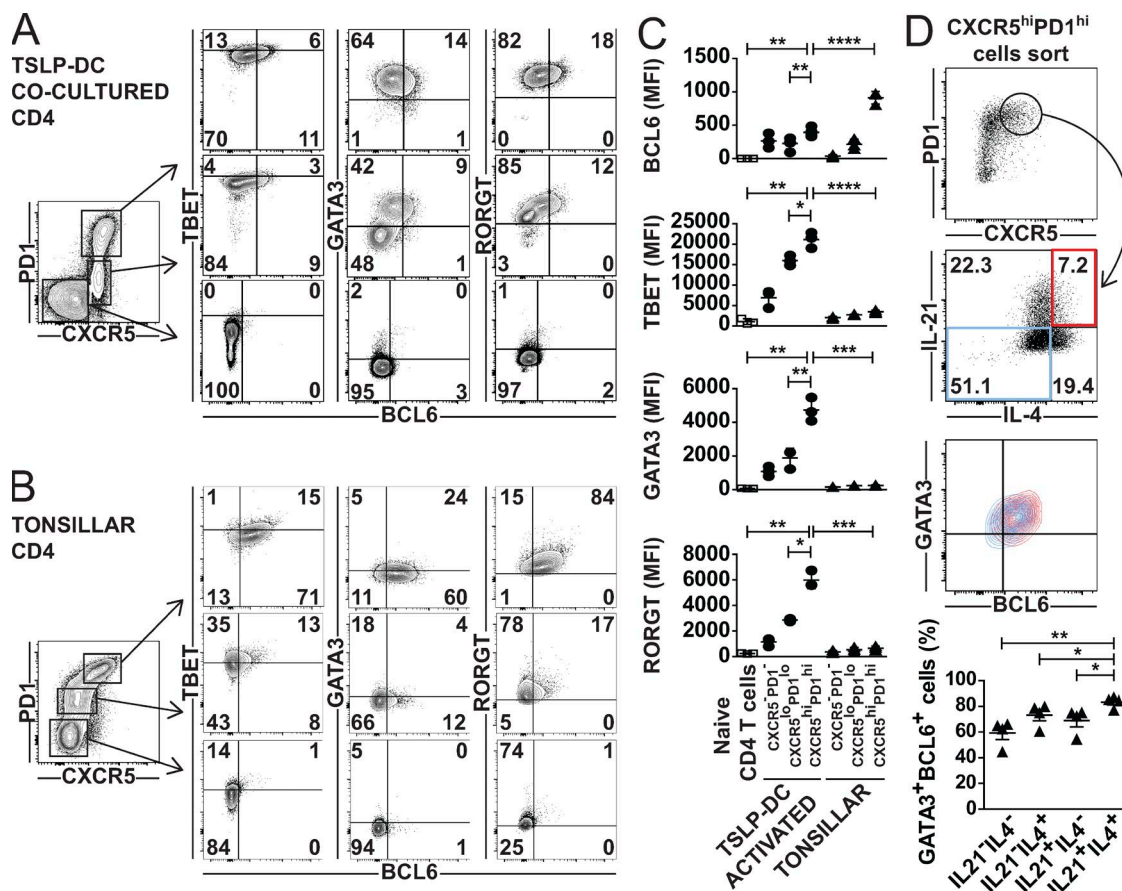 A
TSLP-DC
CO-CULTURED
CD4
PD1
CXCR5
TBET
GATA3
RORGT
13 6
70 11
64 14
1 1
82 18
0 0
4 3
84 9
42 9
48 1
85 12
3 0
0 0
100 0
2 0
95 3
1 0
97 2
BCL6
B
TONSILLAR
CD4
PD1
CXCR5
TBET
GATA3
RORGT
1 15
13 71
5 24
11 60
15 84
1 0
35 13
43 8
18 4
66 12
78 17
5 0
14 1
84 0
5 0
94 1
74 1
25 0
BCL6
C
BCL6 (MFI)
1500
1000
500
0
** ****
**
TBET (MFI)
25000
20000
15000
10000
5000
0
** ****
*
GATA3 (MFI)
6000
4000
2000
0
** ***
**
RORGT (MFI)
8000
6000
4000
2000
0
** ***
*
Naive
CD4 T cells
CXCR5⁻PD1⁻
CXCR5ˡᵒPD1ˡᵒ
CXCR5ʰⁱPD1ʰⁱ
CXCR5⁻PD1⁻
CXCR5ˡᵒPD1ˡᵒ
CXCR5ʰⁱPD1ʰⁱ
TSLP-DC
ACTIVATED
TONSILLAR
D
CXCR5ʰⁱPD1ʰⁱ
cells sort
PD1
CXCR5
IL-21
22.3 7.2
51.1 19.4
IL-4
GATA3
BCL6
GATA3⁺BCL6⁺ cells (%)
**
*
*
100
80
60
40
20
0
IL21⁻IL4⁻
IL21⁻IL4⁺
IL21⁺IL4⁻
IL21⁺IL4⁺